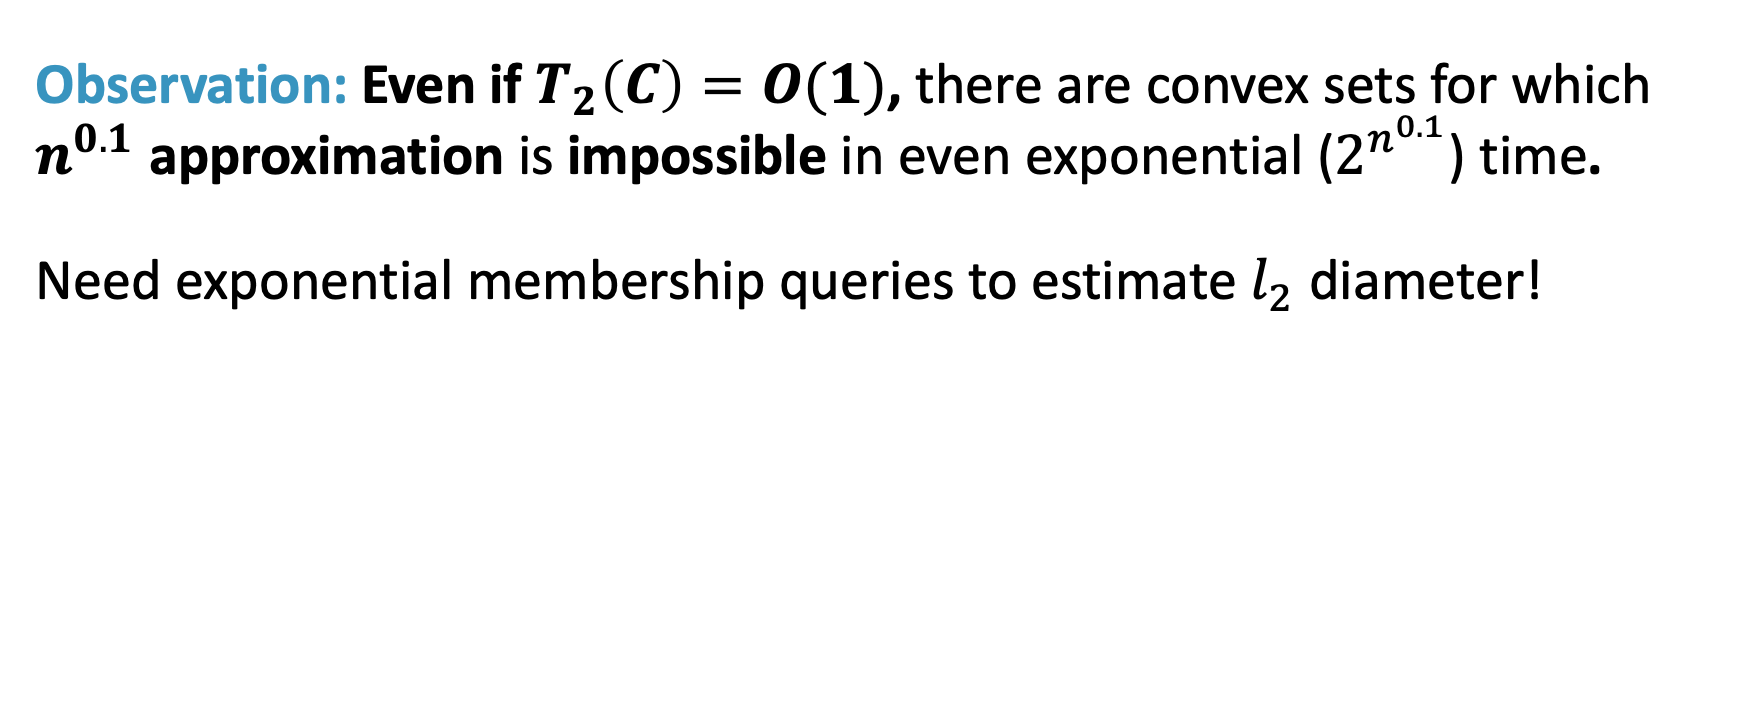 Observation: Even if T₂(C) = O(1), there are convex sets for which
n^0.1 approximation is impossible in even exponential (2^n^0.1) time.
Need exponential membership queries to estimate l₂ diameter!